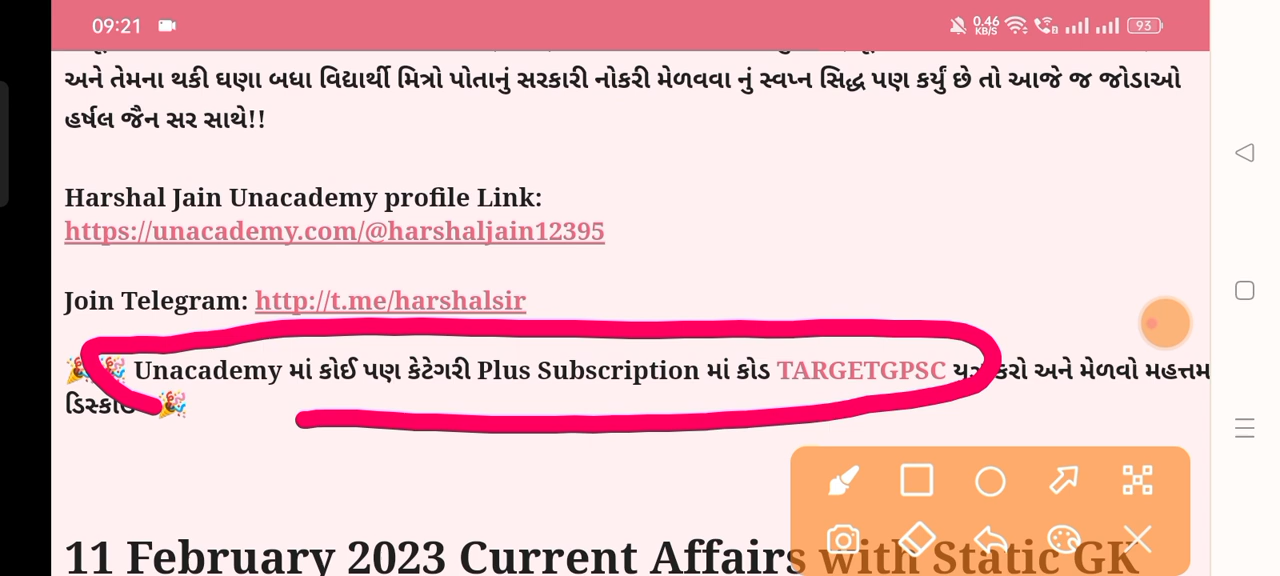 09:21
0.46 KB/S
93
અને તેમના થકી ઘણા બધા વિદ્યાર્થી મિત્રો પોતાનું સરકારી નોકરી મેળવવા નું સ્વપ્ન સિદ્ધ પણ કર્યું છે તો આજે જ જોડાઓ
હર્ષલ જૈન સર સાથે!!
Harshal Jain Unacademy profile Link:
https://unacademy.com/@harshaljain12395
Join Telegram: http://t.me/harshalsir
🎉🎉 Unacademy માં કોઈ પણ કેટેગરી Plus Subscription માં કોડ TARGETGPSC કરો અને મેળવો મહત્તમ
🎉
11 February 2023 Current Affairs with Static GK